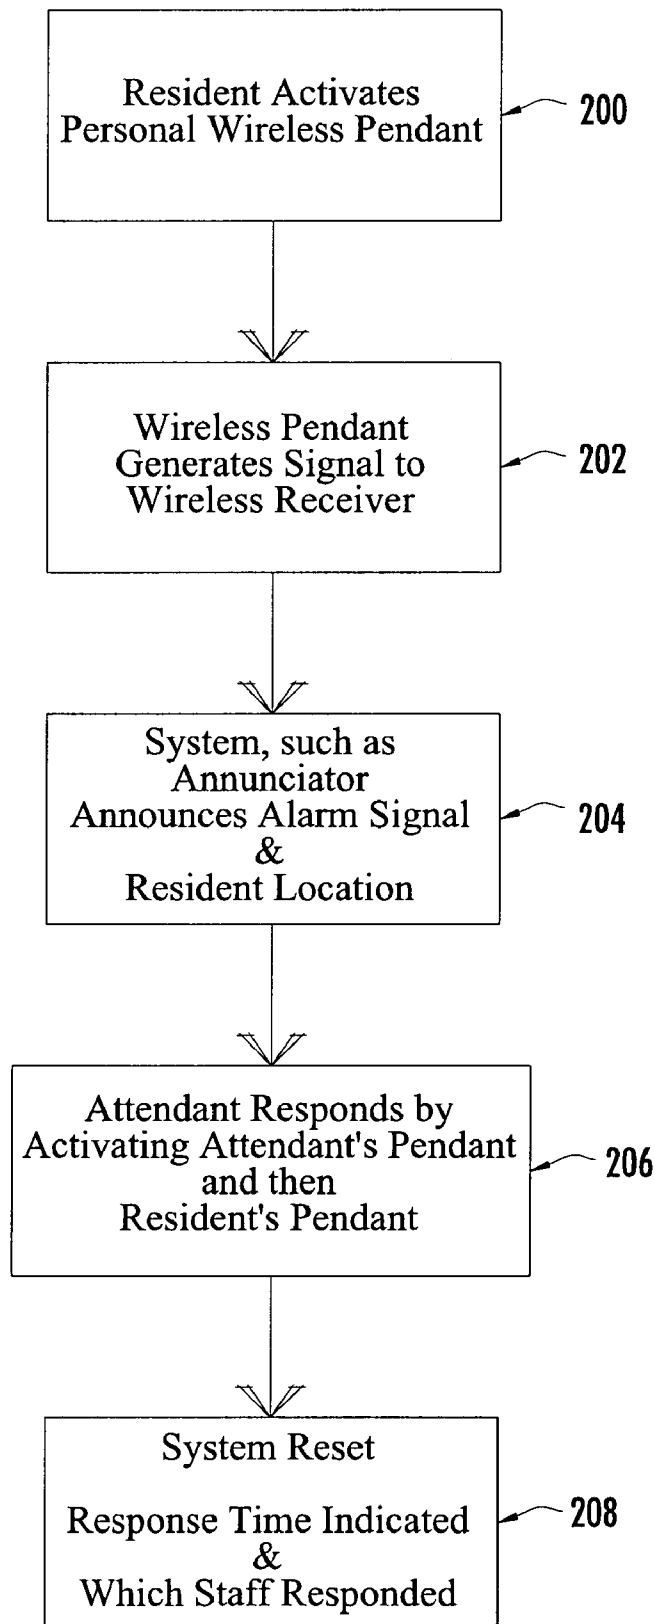 Resident Activates
Personal Wireless Pendant
200
Wireless Pendant
Generates Signal to
Wireless Receiver
202
System, such as
Annunciator
Announces Alarm Signal
&
Resident Location
204
Attendant Responds by
Activating Attendant's Pendant
and then
Resident's Pendant
206
System Reset
Response Time Indicated
&
Which Staff Responded
208